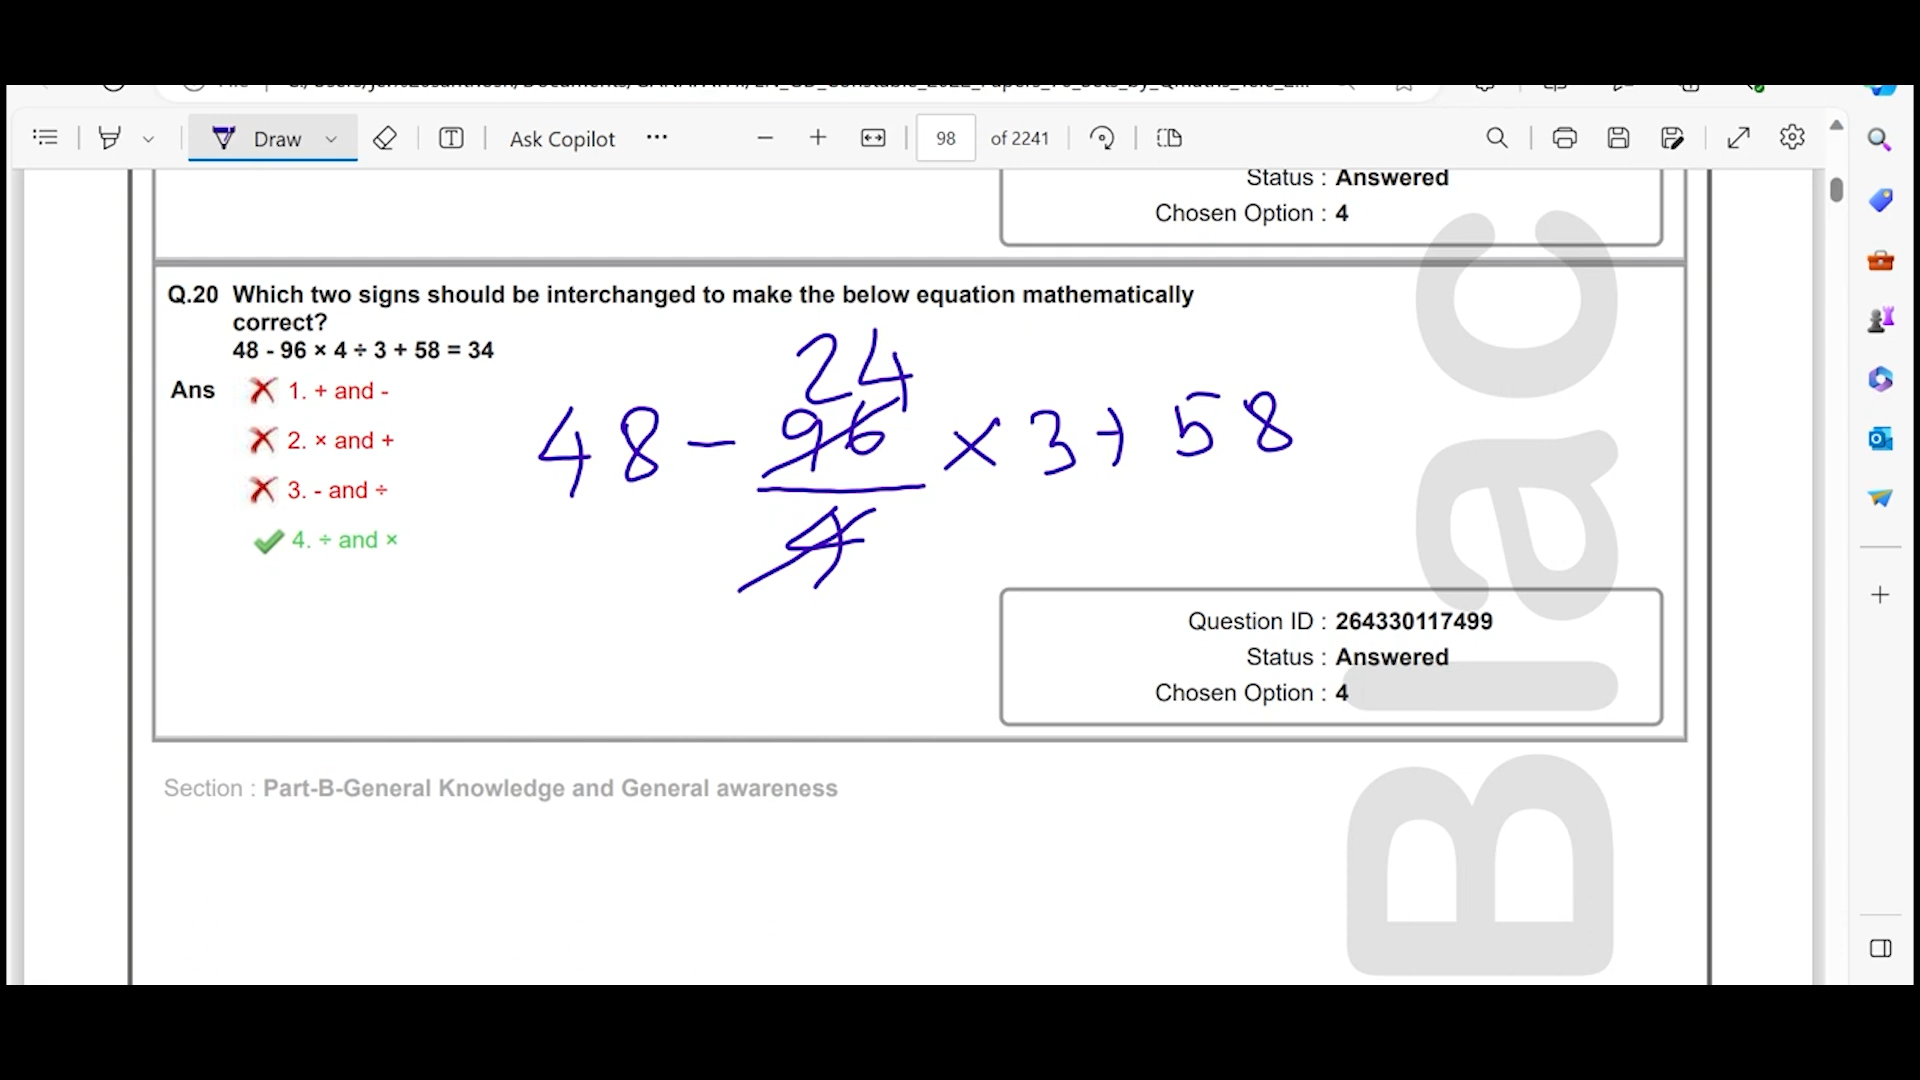 Draw
Ask Copilot
98 of 2241
Status : Answered
Chosen Option : 4
Q.20 Which two signs should be interchanged to make the below equation mathematically
correct?
48 - 96 × 4 ÷ 3 + 58 = 34
Ans 1. + and -
2. × and +
3. - and ÷
4. ÷ and ×
24
48 - 96 × 3 + 58
4
Question ID : 264330117499
Status : Answered
Chosen Option : 4
Section : Part-B-General Knowledge and General awareness
Blac